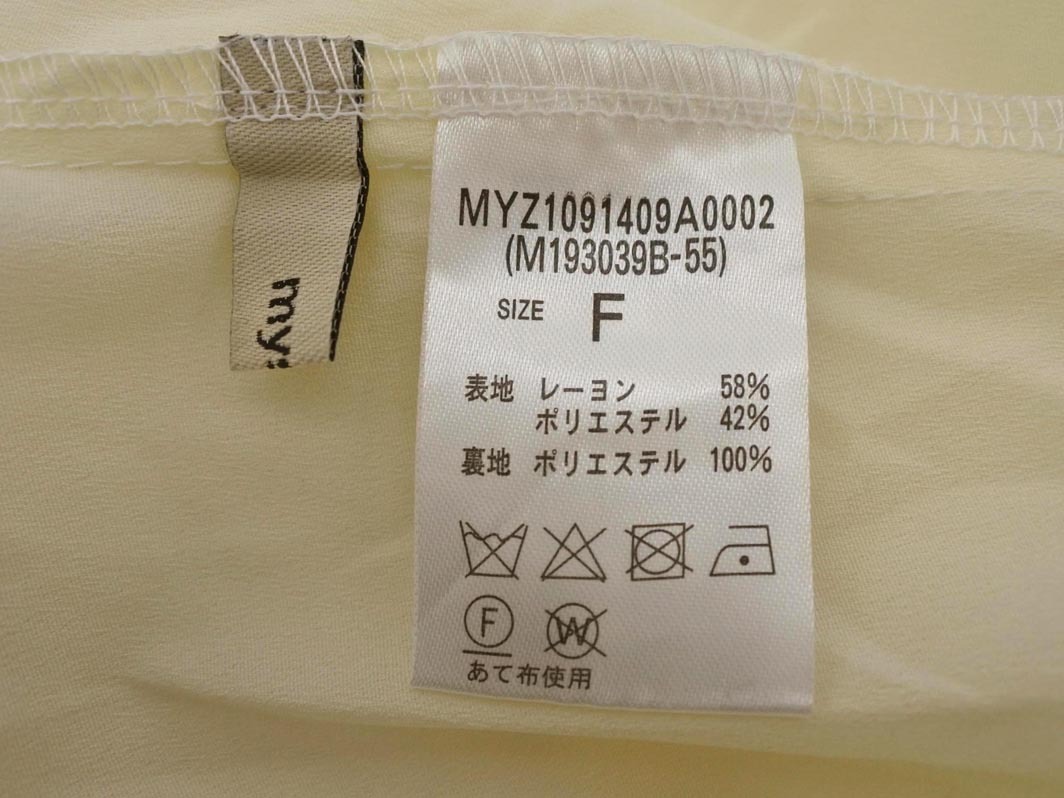 my
MYZ1091409A0002
(M193039B-55)
SIZE F
表地 レーヨン 58%
ポリエステル 42%
裏地 ポリエステル 100%
F W
あて布使用